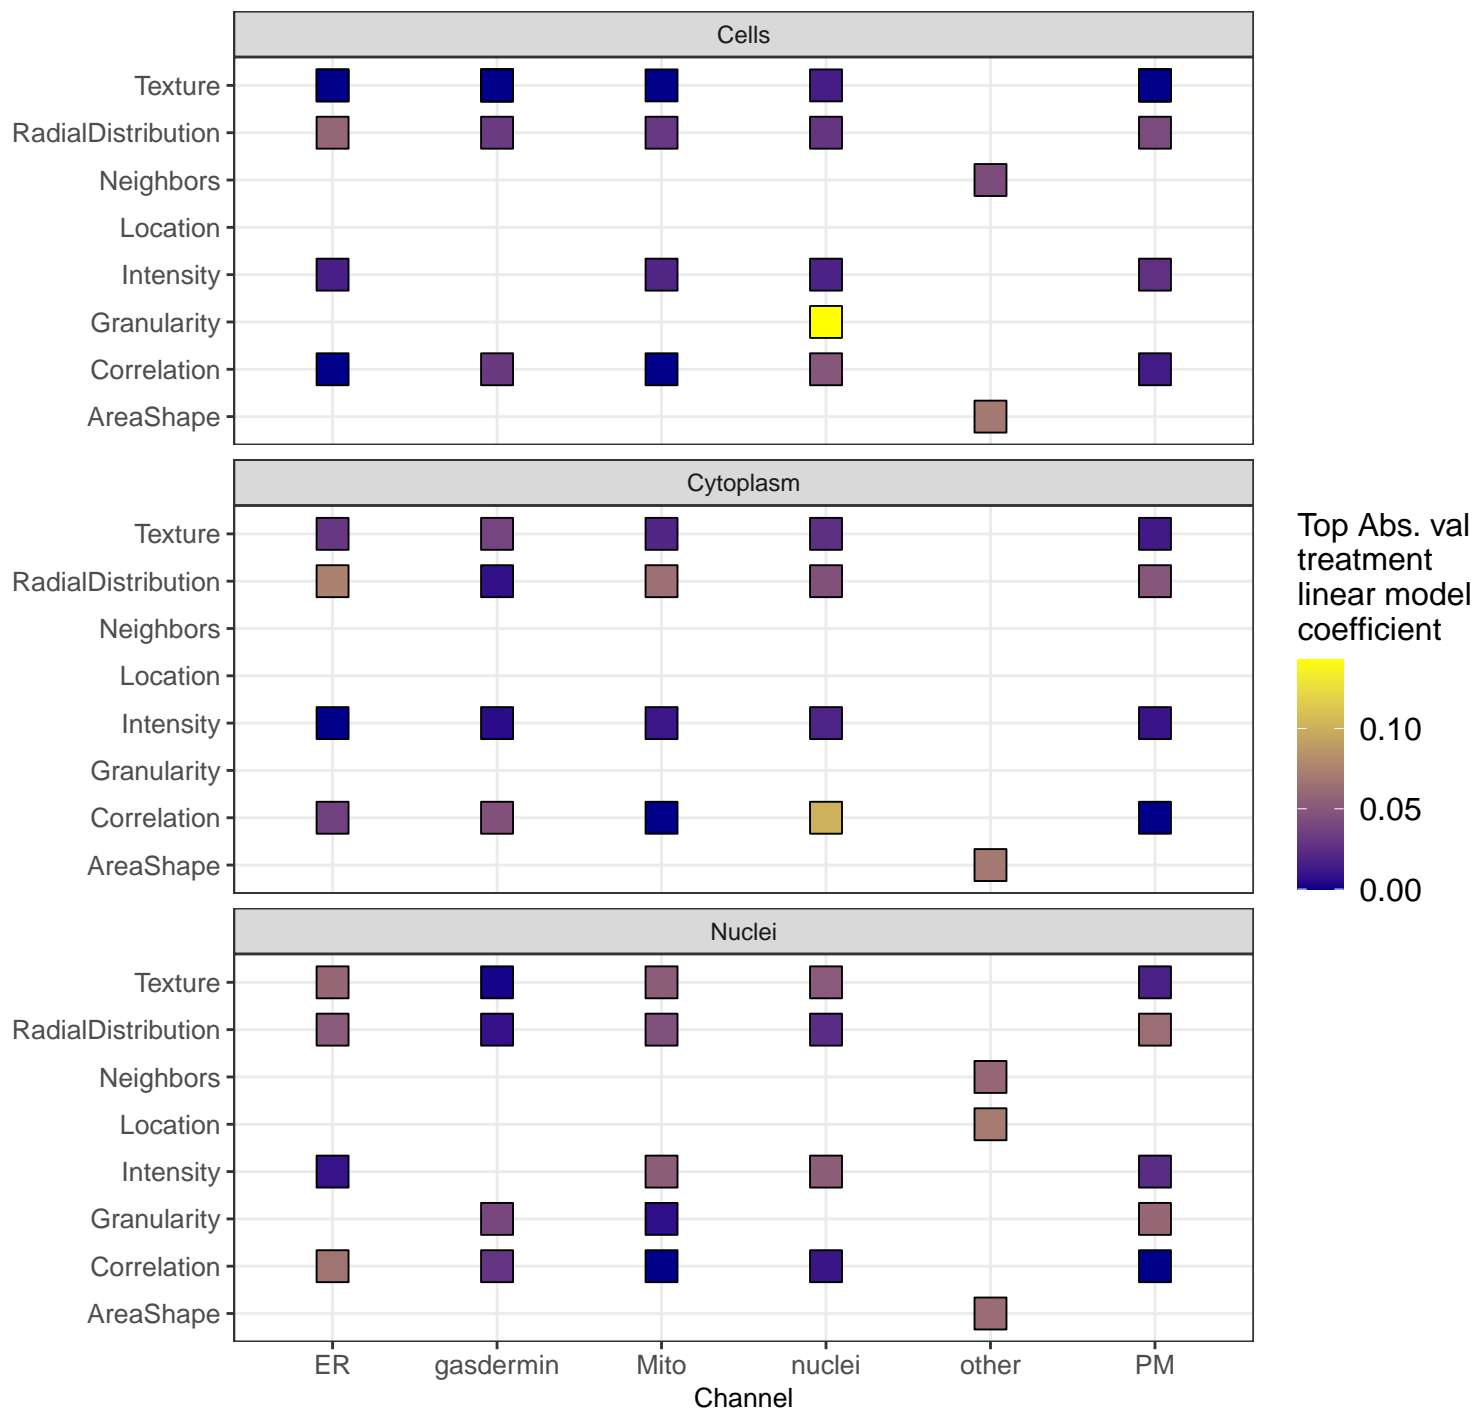 Cells
Texture
RadialDistribution
Neighbors
Location
Intensity
Granularity
Correlation
AreaShape
Cytoplasm
Texture
RadialDistribution
Neighbors
Location
Intensity
Granularity
Correlation
AreaShape
Nuclei
Texture
RadialDistribution
Neighbors
Location
Intensity
Granularity
Correlation
AreaShape
ER gasdermin Mito nuclei other PM
Channel
Top Abs. val
treatment
linear model
coefficient
0.10
0.05
0.00